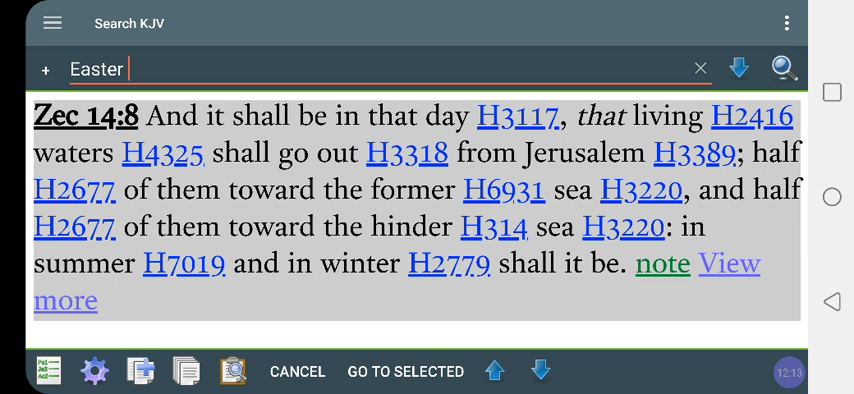 Search KJV
+ Easter
Zec 14:8 And it shall be in that day H3117, that living H2416
waters H4325 shall go out H3318 from Jerusalem H3389; half
H2677 of them toward the former H6931 sea H3220, and half
H2677 of them toward the hinder H314 sea H3220: in
summer H7019 and in winter H2779 shall it be. note View
more
CANCEL GO TO SELECTED 12:13